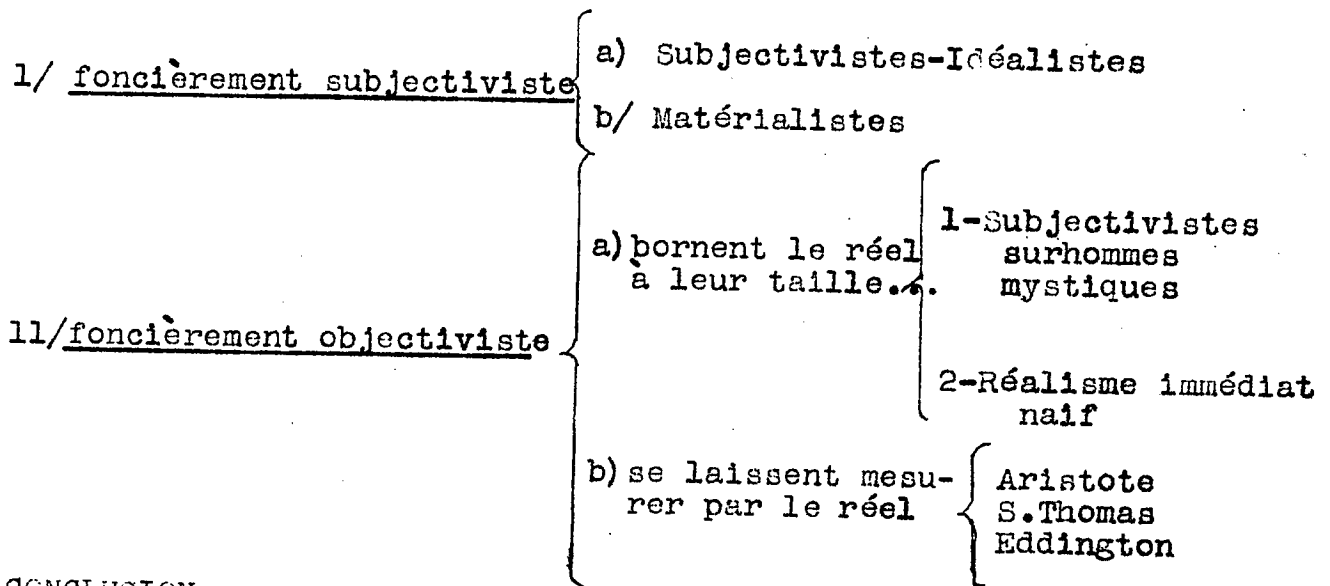 1/ foncièrement subjectiviste
a) Subjectivistes-Idéalistes
b/ Matérialistes
11/foncièrement objectiviste
a) bornent le réel
à leur taille...
1-Subjectivistes
surhommes
mystiques
2-Réalisme immédiat
naif
b) se laissent mesu-
rer par le réel
Aristote
S.Thomas
Eddington
CONCLUSION